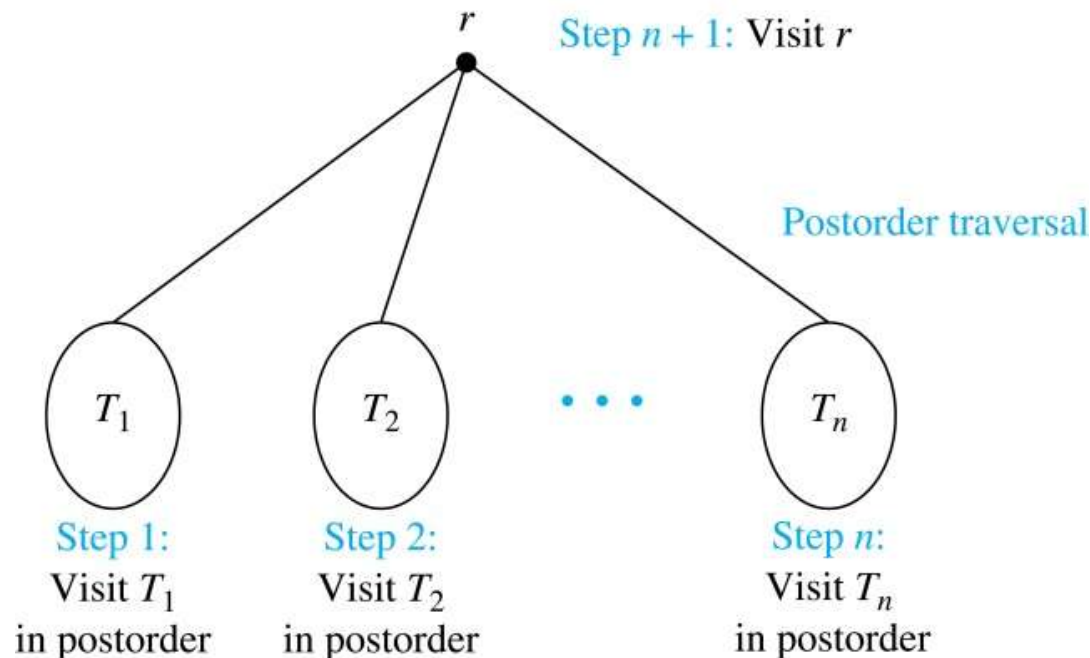 r
Step n + 1: Visit r
Postorder traversal
T1
T2
Tn
Step 1:
Visit T1
in postorder
Step 2:
Visit T2
in postorder
Step n:
Visit Tn
in postorder